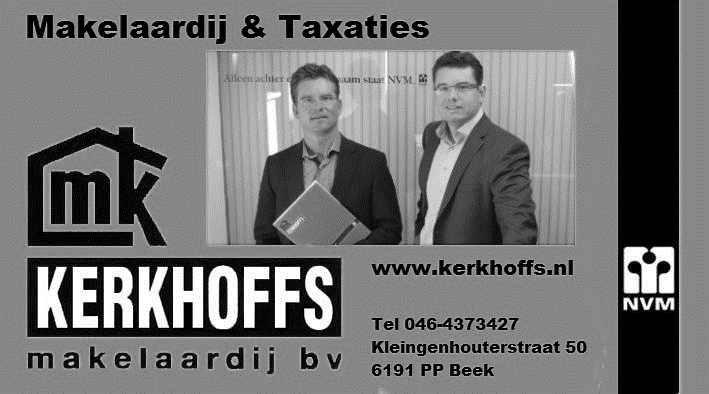 Makelaardij & Taxaties
Alleen achter e naam staat NVM.
mk
KERKHOFFS
makelaardij bv
www.kerkhoffs.nl
Tel 046-4373427
Kleingenhouterstraat 50
6191 PP Beek
NVM